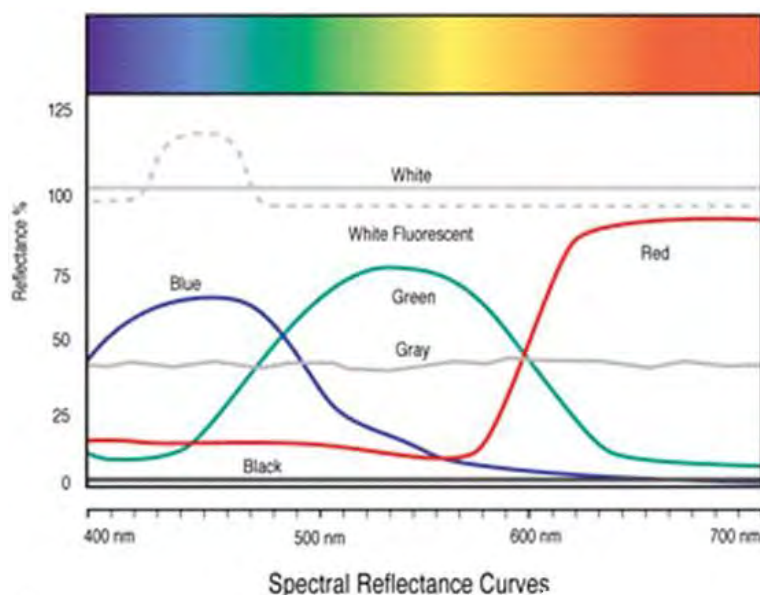 125
White
100
White Fluorescent
Reflectance %
75
Red
Blue
Green
50
Gray
25
Black
0
400 nm 500 nm 600 nm 700 nm
Spectral Reflectance Curves